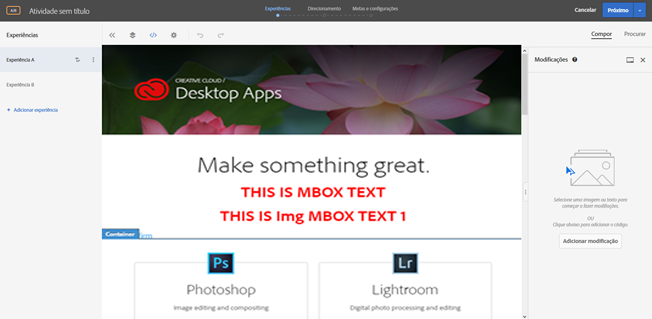 A/B
Atividade sem título
Experiências
Direcionamento
Metas e configurações
Cancelar
Próximo
Experiências
Compor
Procurar
Experiência A
Experiência B
+ Adicionar experiência
CREATIVE CLOUD /
Desktop Apps
Make something great.
THIS IS MBOX TEXT
THIS IS Img MBOX TEXT 1
Container
Ps
Photoshop
Image editing and compositing
Lr
Lightroom
Digital photo processing and editing
Modificações
Selecione uma imagem ou texto para
começar a fazer modificações.
OU
Clique abaixo para adicionar o código
Adicionar modificação